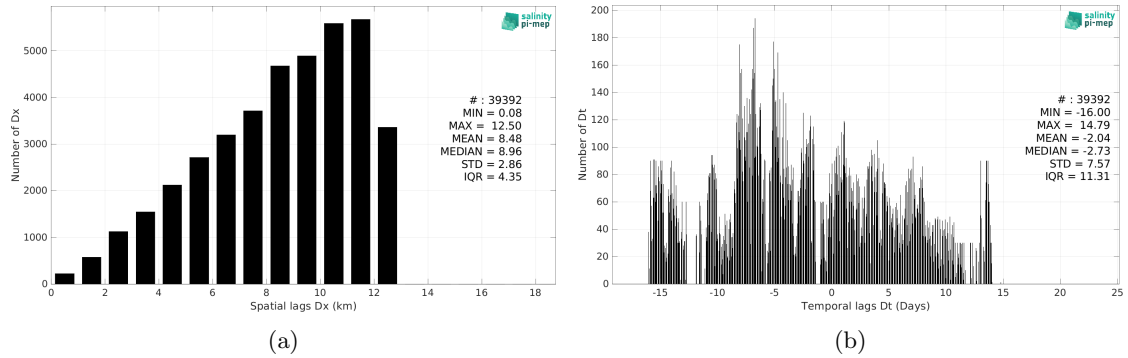 salinity
pi-mep
Number of Dx
5000
4000
3000
2000
1000
0
# : 39392
MIN = 0.08
MAX = 12.50
MEAN = 8.48
MEDIAN = 8.96
STD = 2.86
IQR = 4.35
0 2 4 6 8 10 12 14 16 18
Spatial lags Dx (km)
(a)
salinity
pi-mep
Number of Dt
200
180
160
140
120
100
80
60
40
20
0
# : 39392
MIN = -16.00
MAX = 14.79
MEAN = -2.04
MEDIAN = -2.73
STD = 7.57
IQR = 11.31
-15 -10 -5 0 5 10 15 20 25
Temporal lags Dt (Days)
(b)